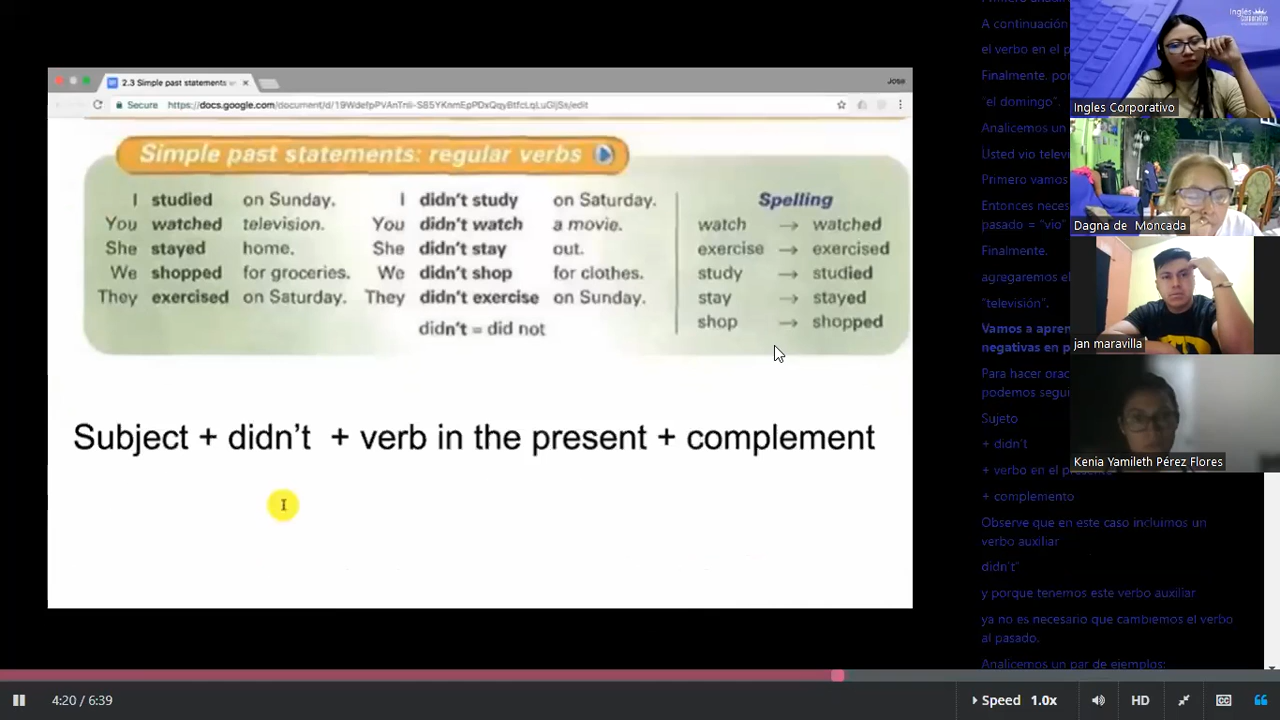 2.3 Simple past statements
Jose
Secure
https://docs.google.com/document/d/19WdefpPVAnTnli-S85YKnmEpPDxQqyBtfcLqLuGljSs/edit
Simple past statements: regular verbs
I studied on Sunday. I didn't study on Saturday.
You watched television. You didn't watch a movie.
She stayed home. She didn't stay out.
We shopped for groceries. We didn't shop for clothes.
They exercised on Saturday. They didn't exercise on Sunday.
didn't = did not
Spelling
watch → watched
exercise → exercised
study → studied
stay → stayed
shop → shopped
Subject + didn't + verb in the present + complement
4:20 / 6:39
Speed 1.0x
HD
A continuación
el verbo en el
Finalmente. por
"el domingo".
Analicemos un
Usted vio
Primero vamos
Entonces
pasado = "vio"
Finalmente.
agregaremos el
"televisión".
Vamos a
negativas en
Para hacer
podemos
Sujeto
+ didn't
+ verbo en el
+ complemento
Observe que en este caso incluimos un
verbo auxiliar
didn't"
y porque tenemos este verbo auxiliar
ya no es necesario que cambiemos el verbo
al pasado.
Analicemos un par de ejemplos:
Inglés
Corporativo
Ingles Corporativo
Dagna de Moncada
jan maravilla
Kenia Yamileth Pérez Flores